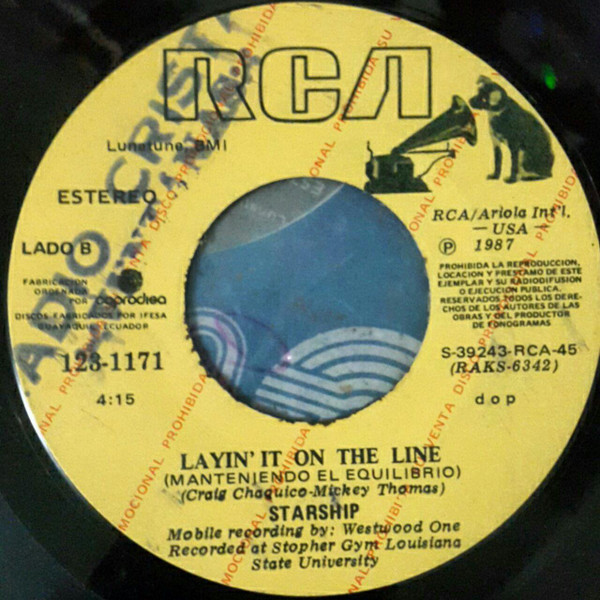 RCA
Lunetune, BMI
ESTEREO
LADO B
FABRICACION
ORDENADA
POR
DISCOS FABRICADOS POR IFESA
GUAYAQUIL-ECUADOR
123-1171
4:15
RCA/Ariola Int'l.
—USA—
Ⓟ 1987
PROHIBIDA LA REPRODUCCION,
LOCACION Y PRESTAMO DE ESTE
EJEMPLAR Y SU RADIODIFUSION
O EJECUCION PUBLICA.
RESERVADOS TODOS LOS DERE-
CHOS DE LOS AUTORES DE LAS
OBRAS Y DEL PRODUCTOR
DE FONOGRAMAS
S-39243-RCA-45
(RAKS-6342)
d o p
LAYIN' IT ON THE LINE
(MANTENIENDO EL EQUILIBRIO)
(Craig Chaquico-Mickey Thomas)
STARSHIP
Mobile recording by: Westwood One
Recorded at Stopher Gym Louisiana
State University
DISCO PROMOCIONAL PROHIBIDA SU VENTA